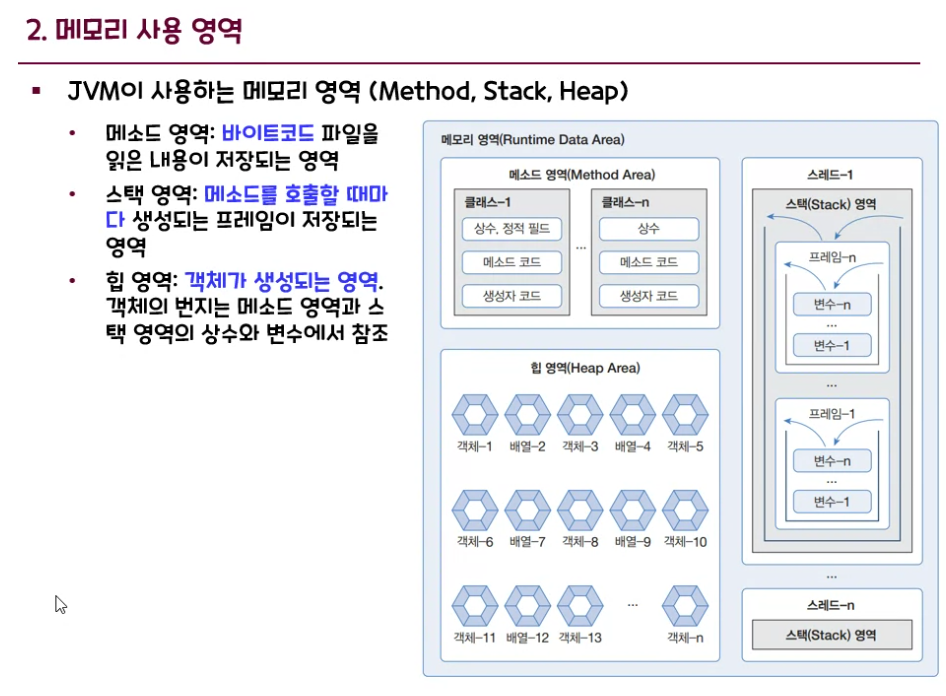 2. 메모리 사용 영역
▪ JVM이 사용하는 메모리 영역 (Method, Stack, Heap)
• 메소드 영역: 바이트코드 파일을
읽은 내용이 저장되는 영역
• 스택 영역: 메소드를 호출할 때마
다 생성되는 프레임이 저장되는
영역
• 힙 영역: 객체가 생성되는 영역.
객체의 번지는 메소드 영역과 스
택 영역의 상수와 변수에서 참조
메모리 영역(Runtime Data Area)
메소드 영역(Method Area)
클래스-1
상수, 정적 필드
메소드 코드
생성자 코드
...
클래스-n
상수
메소드 코드
생성자 코드
힙 영역(Heap Area)
객체-1 배열-2 객체-3 배열-4 객체-5
객체-6 배열-7 객체-8 배열-9 객체-10
객체-11 배열-12 객체-13 ... 객체-n
스레드-1
스택(Stack) 영역
프레임-n
변수-n
...
변수-1
...
프레임-1
변수-n
...
변수-1
...
스레드-n
스택(Stack) 영역